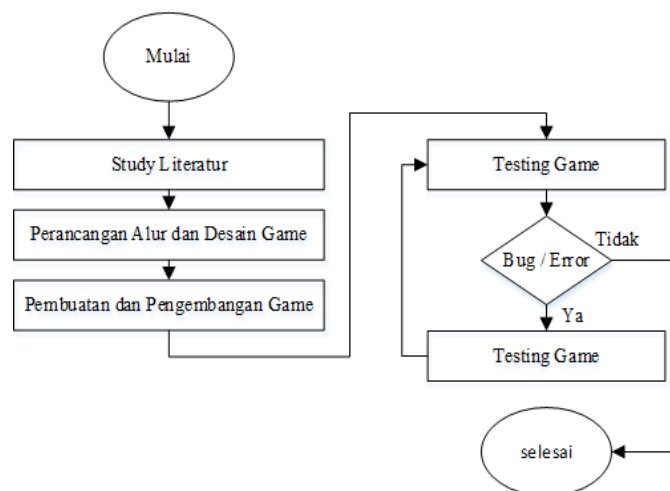 Mulai
Study Literatur
Perancangan Alur dan Desain Game
Pembuatan dan Pengembangan Game
Testing Game
Bug / Error
Tidak
Ya
Testing Game
selesai